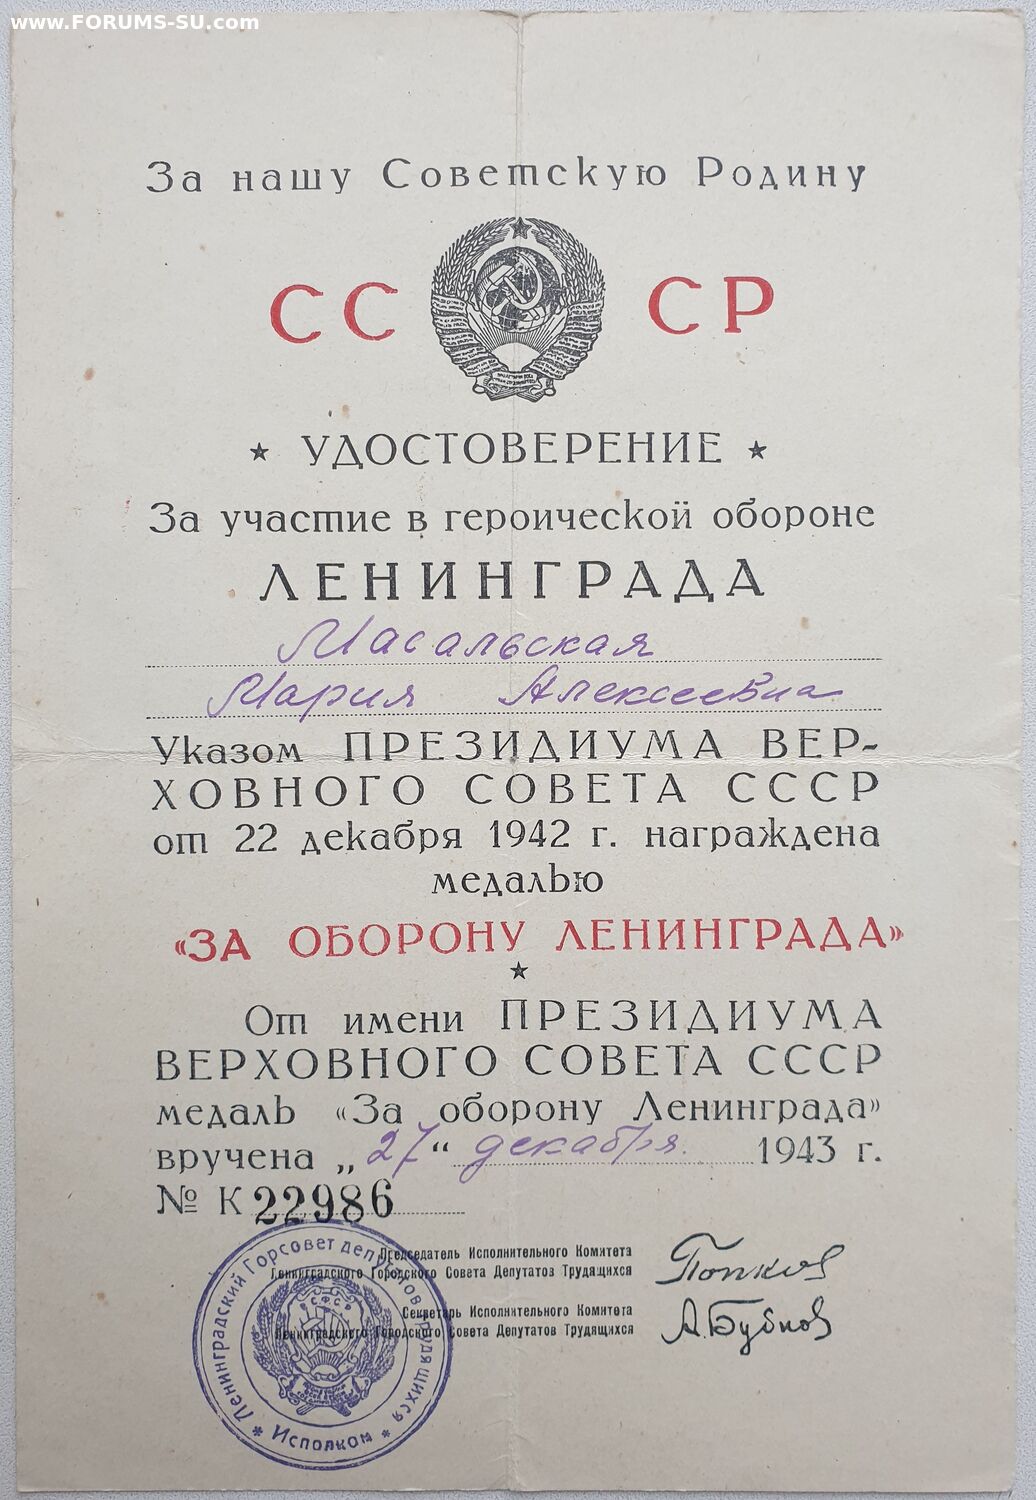 www.FORUMS-SU.com
За нашу Советскую Родину
СС СР
★ УДОСТОВЕРЕНИЕ ★
За участие в героической обороне
ЛЕНИНГРАДА
Масальская
Мария Алексеевна
Указом ПРЕЗИДИУМА ВЕР-
ХОВНОГО СОВЕТА СССР
от 22 декабря 1942 г. награждена
медалью
«ЗА ОБОРОНУ ЛЕНИНГРАДА»
★
От имени ПРЕЗИДИУМА
ВЕРХОВНОГО СОВЕТА СССР
медаль «За оборону Ленинграда»
вручена „27“ декабря 1943 г.
№ К 22986
Председатель Исполнительного Комитета
Ленинградского Городского Совета Депутатов Трудящихся
Попков
Секретарь Исполнительного Комитета
Ленинградского Городского Совета Депутатов Трудящихся
А. Бубнов
Ленинградский Горсовет депутатов трудящихся
* Исполком *
РСФСР